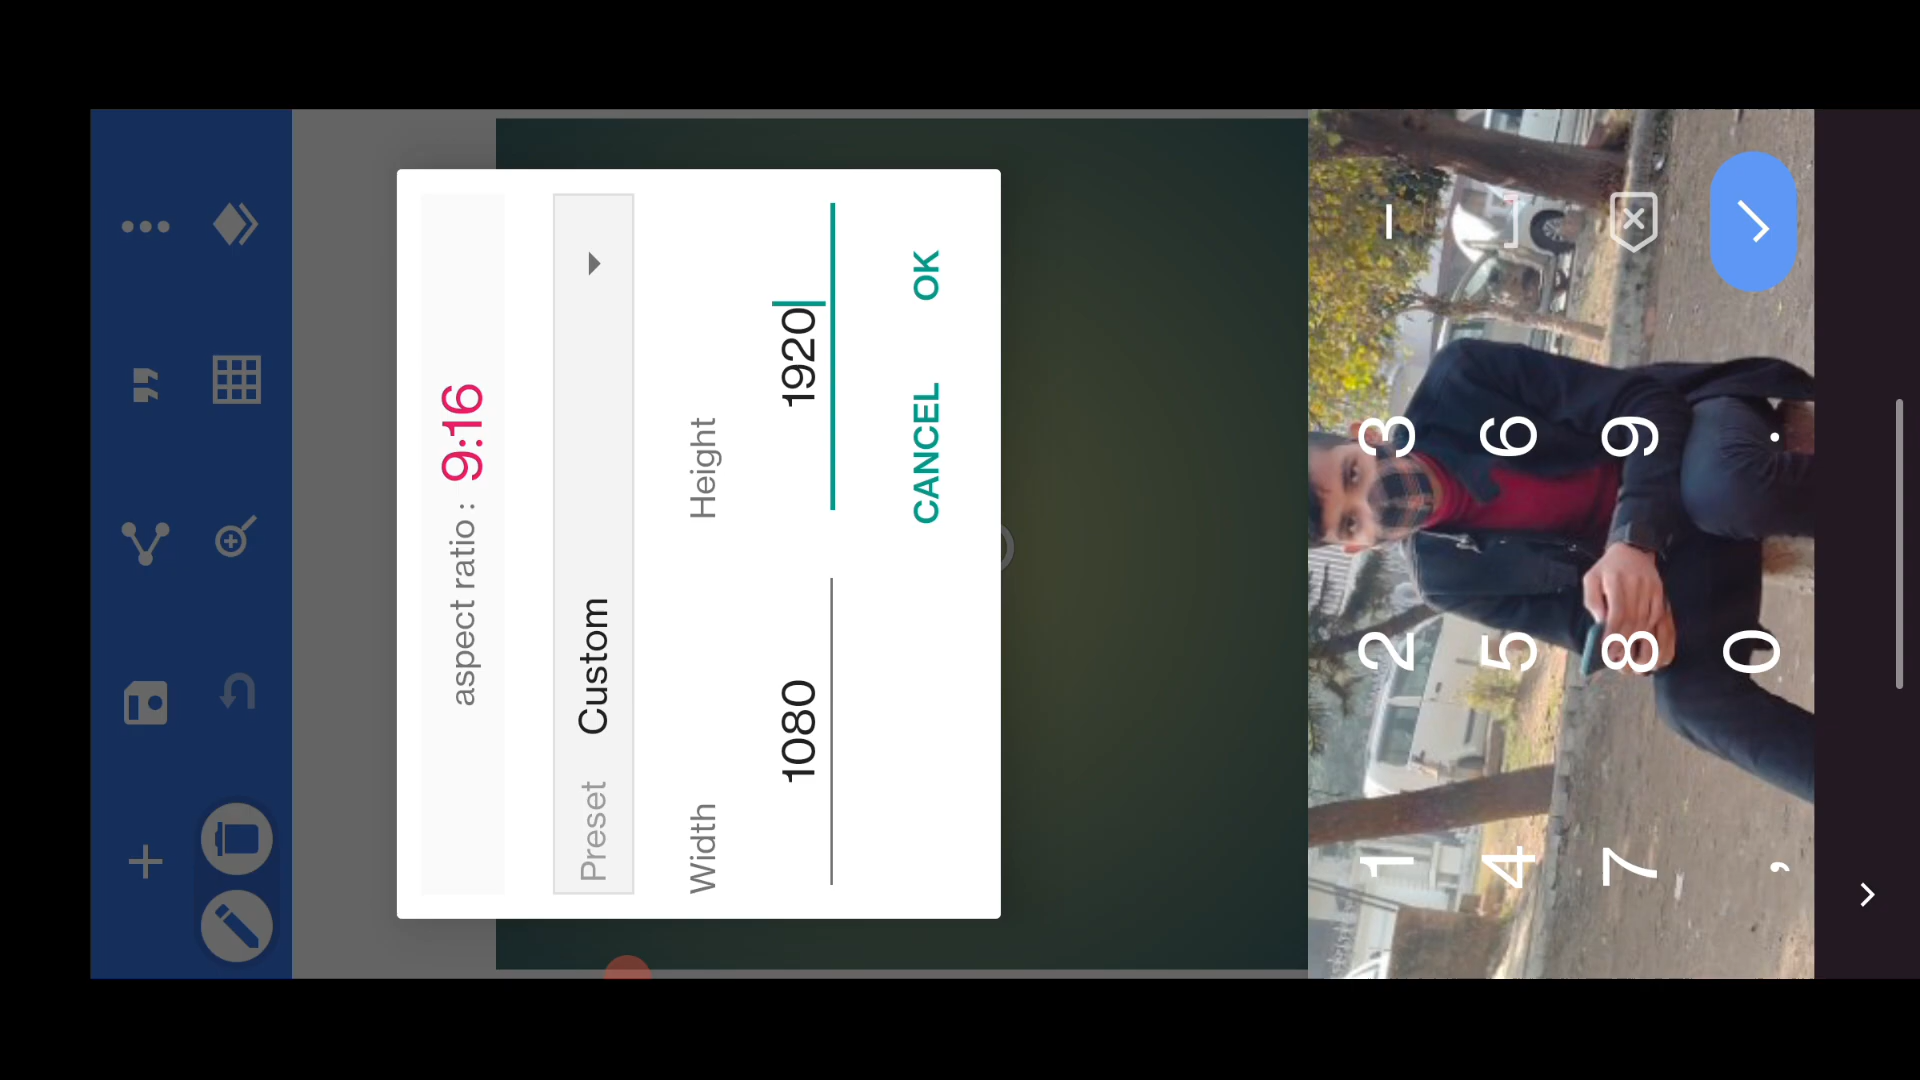 aspect ratio : 9:16
Preset Custom
Width Height
1080 1920
CANCEL OK
1 2 3 –
4 5 6
7 8 9
, 0 .